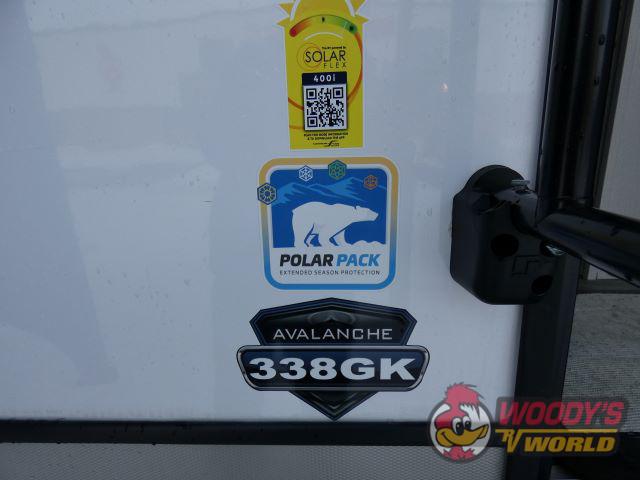 SOLAR
FLEX
400i
POLAR PACK
EXTENDED SEASON PROTECTION
AVALANCHE
338GK
WOODY'S
RV WORLD